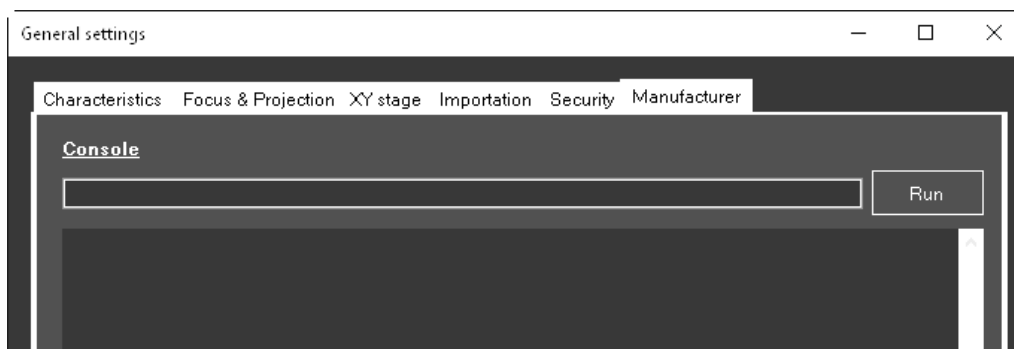 General settings
Characteristics Focus & Projection XY stage Importation Security Manufacturer
Console
Run